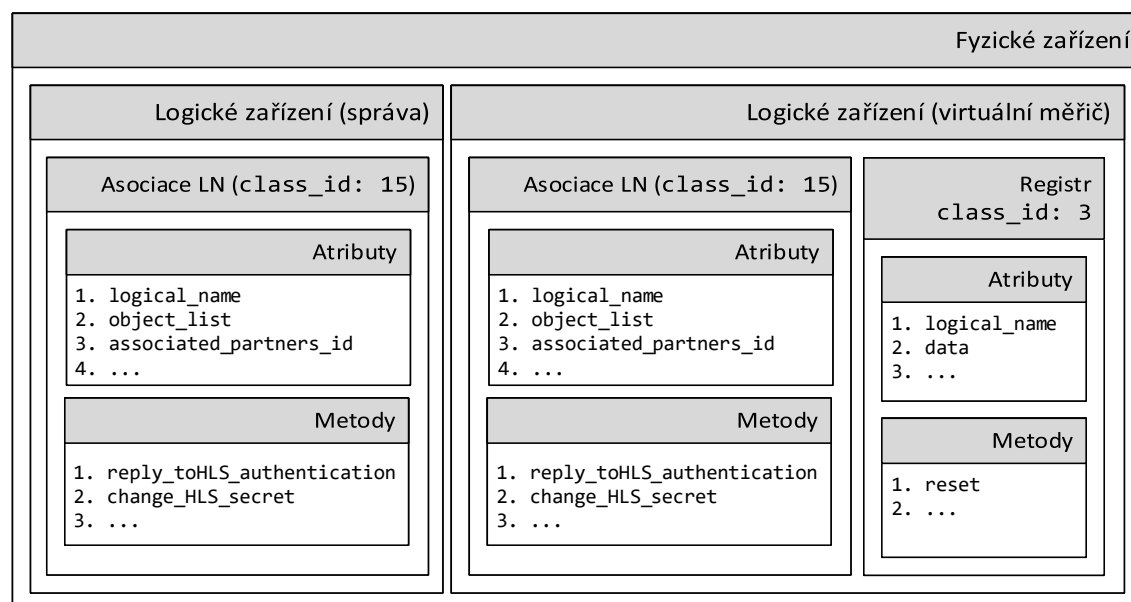 Fyzické zařízení
Logické zařízení (správa)
Asociace LN (class_id: 15)
Atributy
1. logical_name
2. object_list
3. associated_partners_id
4. ...
Metody
1. reply_toHLS_authentication
2. change_HLS_secret
3. ...
Logické zařízení (virtuální měřič)
Asociace LN (class_id: 15)
Atributy
1. logical_name
2. object_list
3. associated_partners_id
4. ...
Metody
1. reply_toHLS_authentication
2. change_HLS_secret
3. ...
Registr
class_id: 3
Atributy
1. logical_name
2. data
3. ...
Metody
1. reset
2. ...